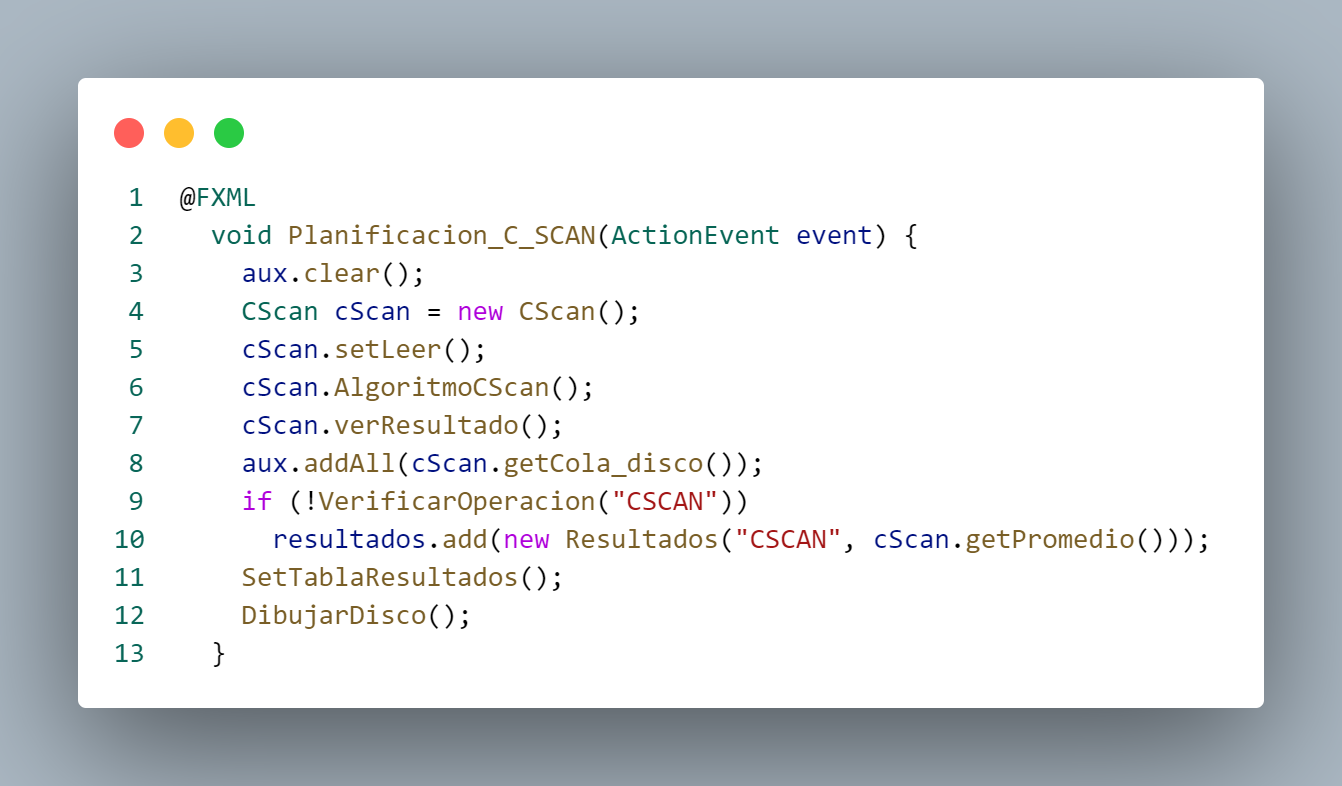 1 @FXML
2 void Planificacion_C_SCAN(ActionEvent event) {
3 aux.clear();
4 CScan cScan = new CScan();
5 cScan.setLeer();
6 cScan.AlgoritmoCScan();
7 cScan.verResultado();
8 aux.addAll(cScan.getCola_disco());
9 if (!VerificarOperacion("CSCAN"))
10 resultados.add(new Resultados("CSCAN", cScan.getPromedio()));
11 SetTablaResultados();
12 DibujarDisco();
13 }